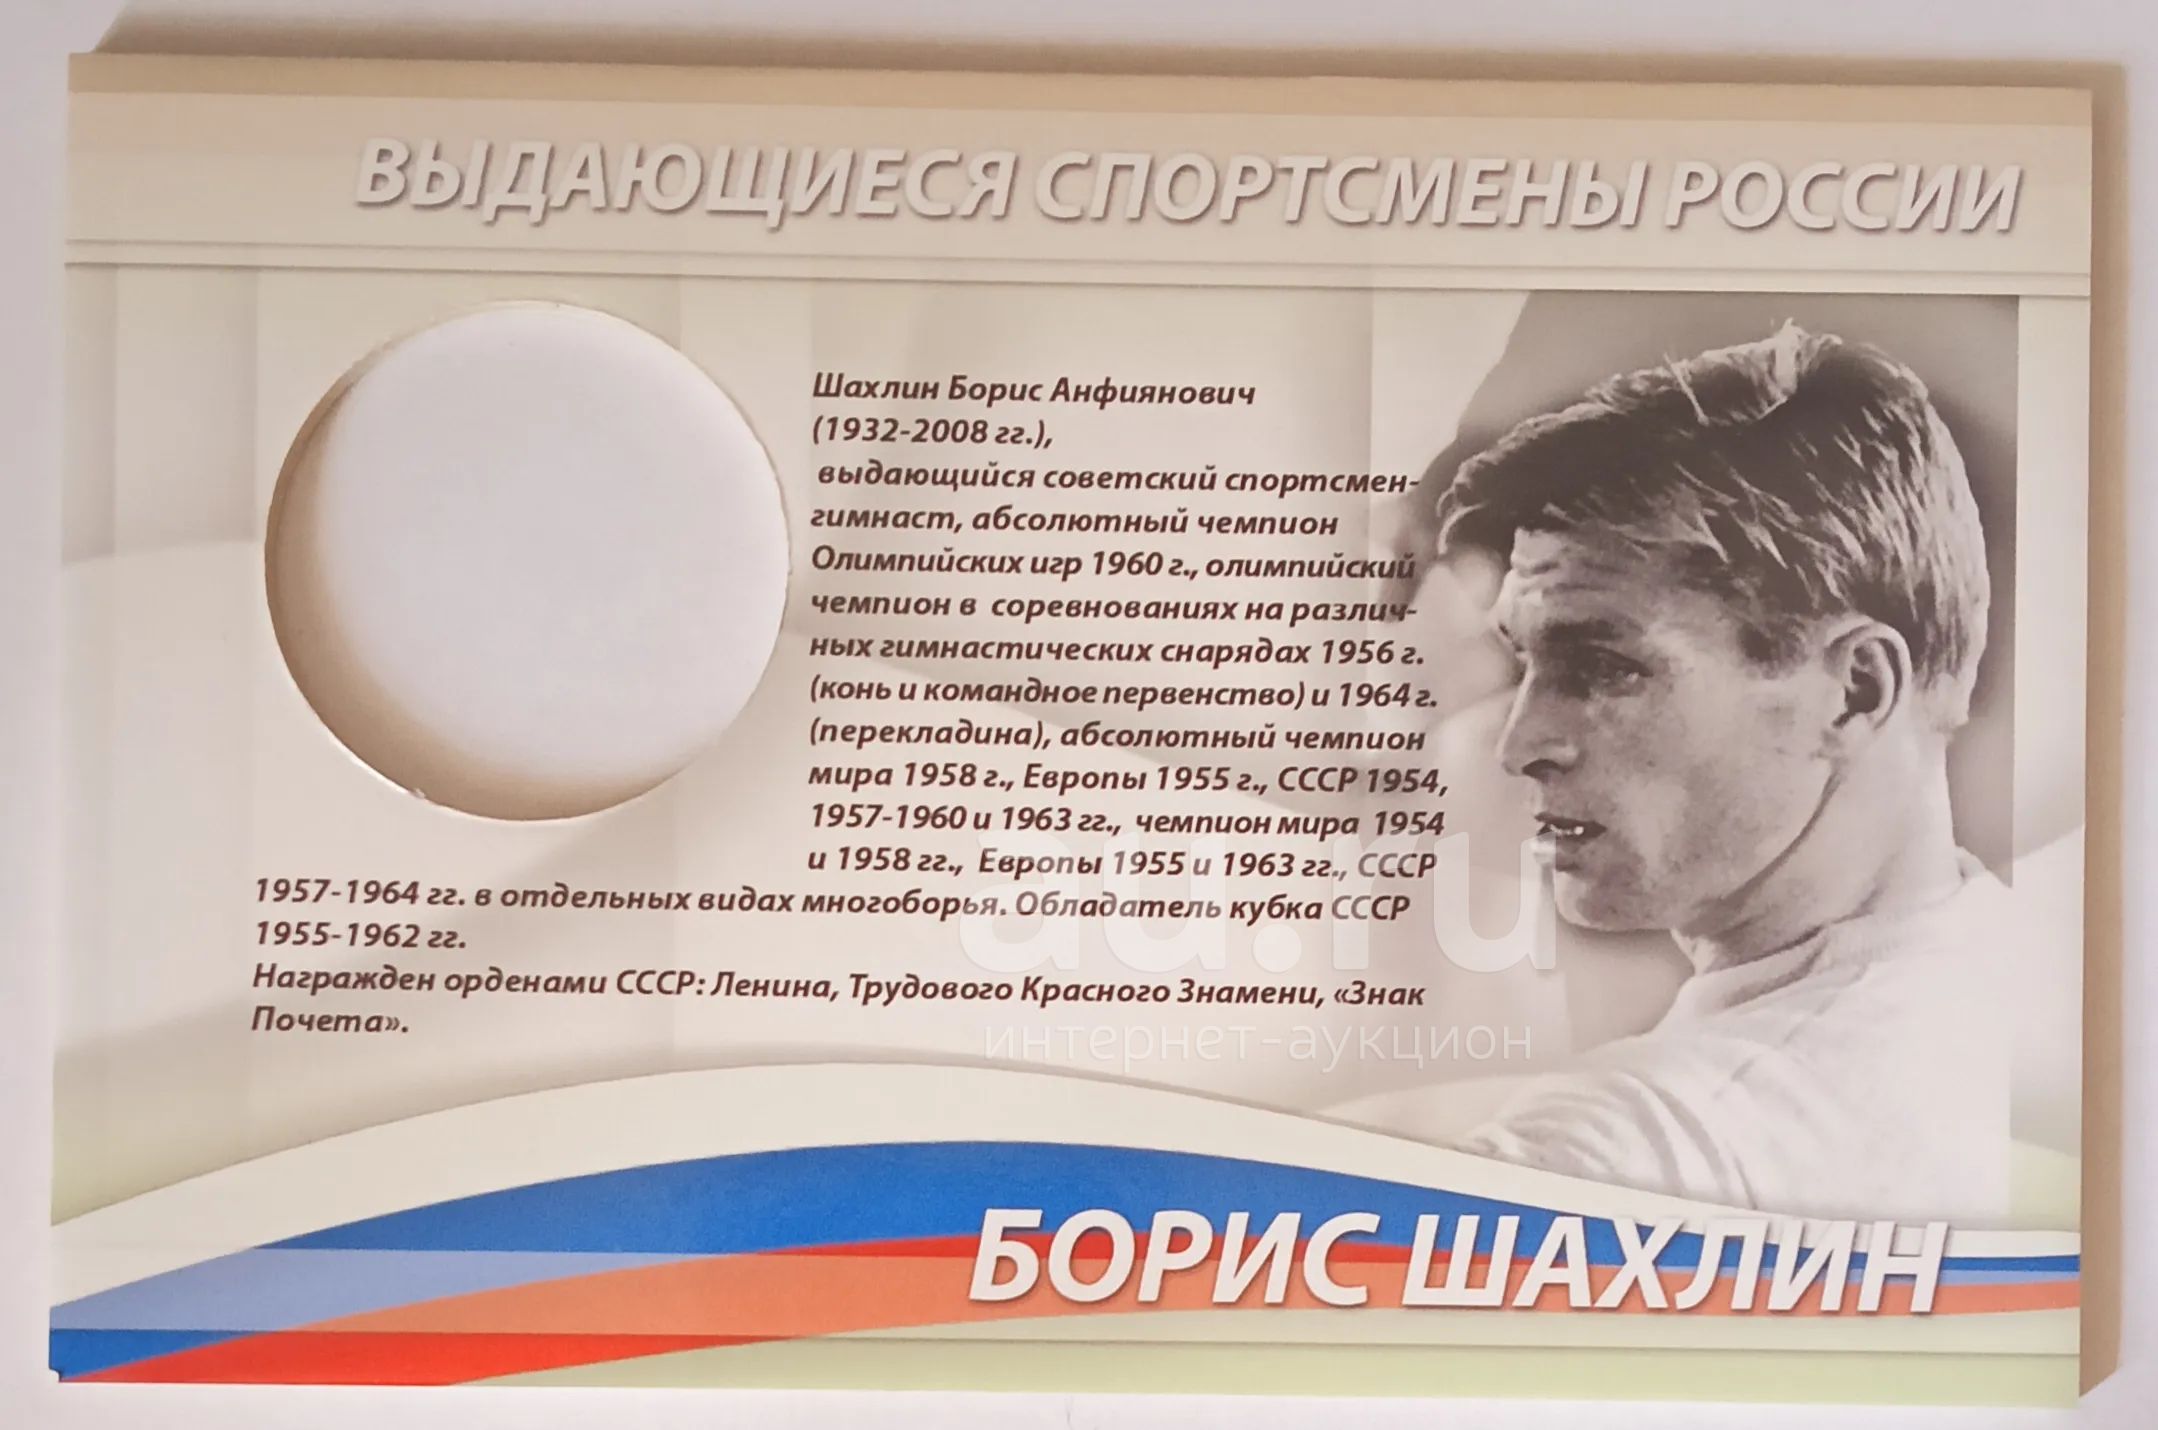 ВЫДАЮЩИЕСЯ СПОРТСМЕНЫ РОССИИ
Шахлин Борис Анфиянович
(1932-2008 гг.),
выдающийся советский спортсмен-
гимнаст, абсолютный чемпион
Олимпийских игр 1960 г., олимпийский
чемпион в соревнованиях на различ-
ных гимнастических снарядах 1956 г.
(конь и командное первенство) и 1964 г.
(перекладина), абсолютный чемпион
мира 1958 г., Европы 1955 г., СССР 1954,
1957-1960 и 1963 гг., чемпион мира 1954
и 1958 гг., Европы 1955 и 1963 гг., СССР
1957-1964 гг. в отдельных видах многоборья. Обладатель кубка СССР
1955-1962 гг.
Награжден орденами СССР: Ленина, Трудового Красного Знамени, «Знак
Почета».
au.ru
интернет-аукцион
БОРИС ШАХЛИН